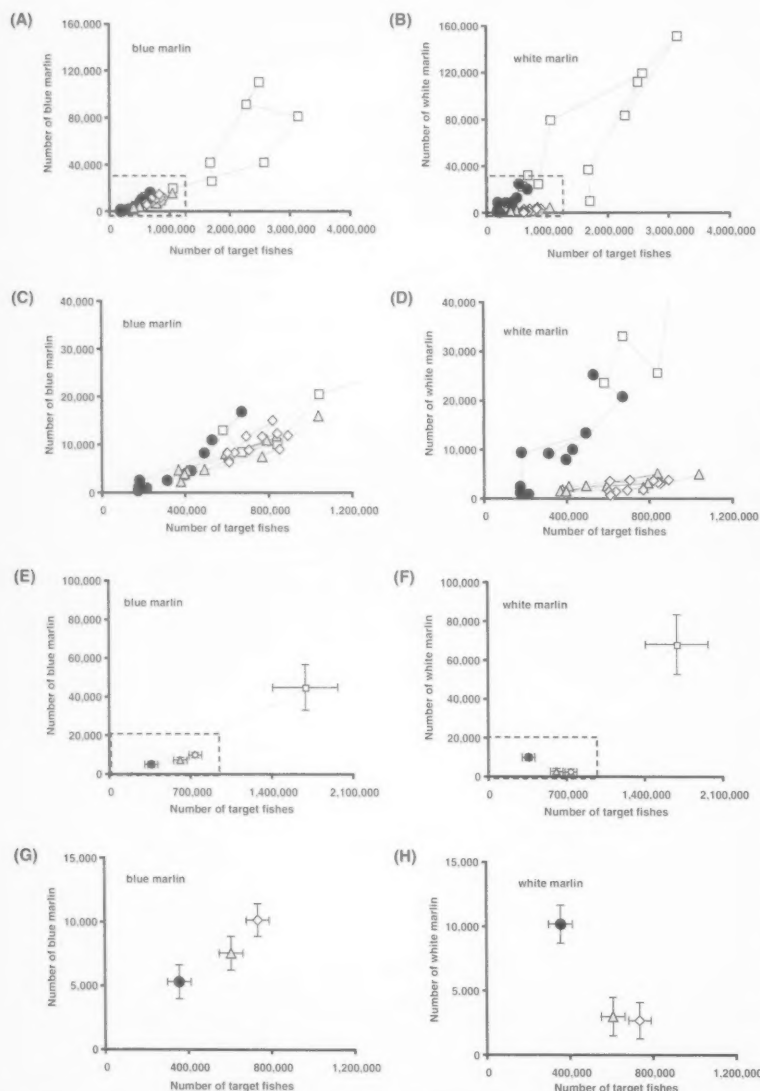 (A)
160,000
120,000
80,000
40,000
0
Number of blue marlin
blue marlin
0
1,000,000
2,000,000
3,000,000
4,000,000
Number of target fishes
(B)
160,000
120,000
80,000
40,000
0
Number of white marlin
white marlin
0
1,000,000
2,000,000
3,000,000
4,000,000
Number of target fishes
(C)
40,000
30,000
20,000
10,000
0
Number of blue marlin
blue marlin
0
400,000
800,000
1,200,000
Number of target fishes
(D)
40,000
30,000
20,000
10,000
0
Number of white marlin
white marlin
0
400,000
800,000
1,200,000
Number of target fishes
(E)
100,000
80,000
60,000
40,000
20,000
0
Number of blue marlin
blue marlin
0
700,000
1,400,000
2,100,000
Number of target fishes
(F)
100,000
80,000
60,000
40,000
20,000
0
Number of white marlin
white marlin
0
700,000
1,400,000
2,100,000
Number of target fishes
(G)
15,000
10,000
5,000
0
Number of blue marlin
blue marlin
0
400,000
800,000
1,200,000
Number of target fishes
(H)
15,000
10,000
5,000
0
Number of white marlin
white marlin
0
400,000
800,000
1,200,000
Number of target fishes